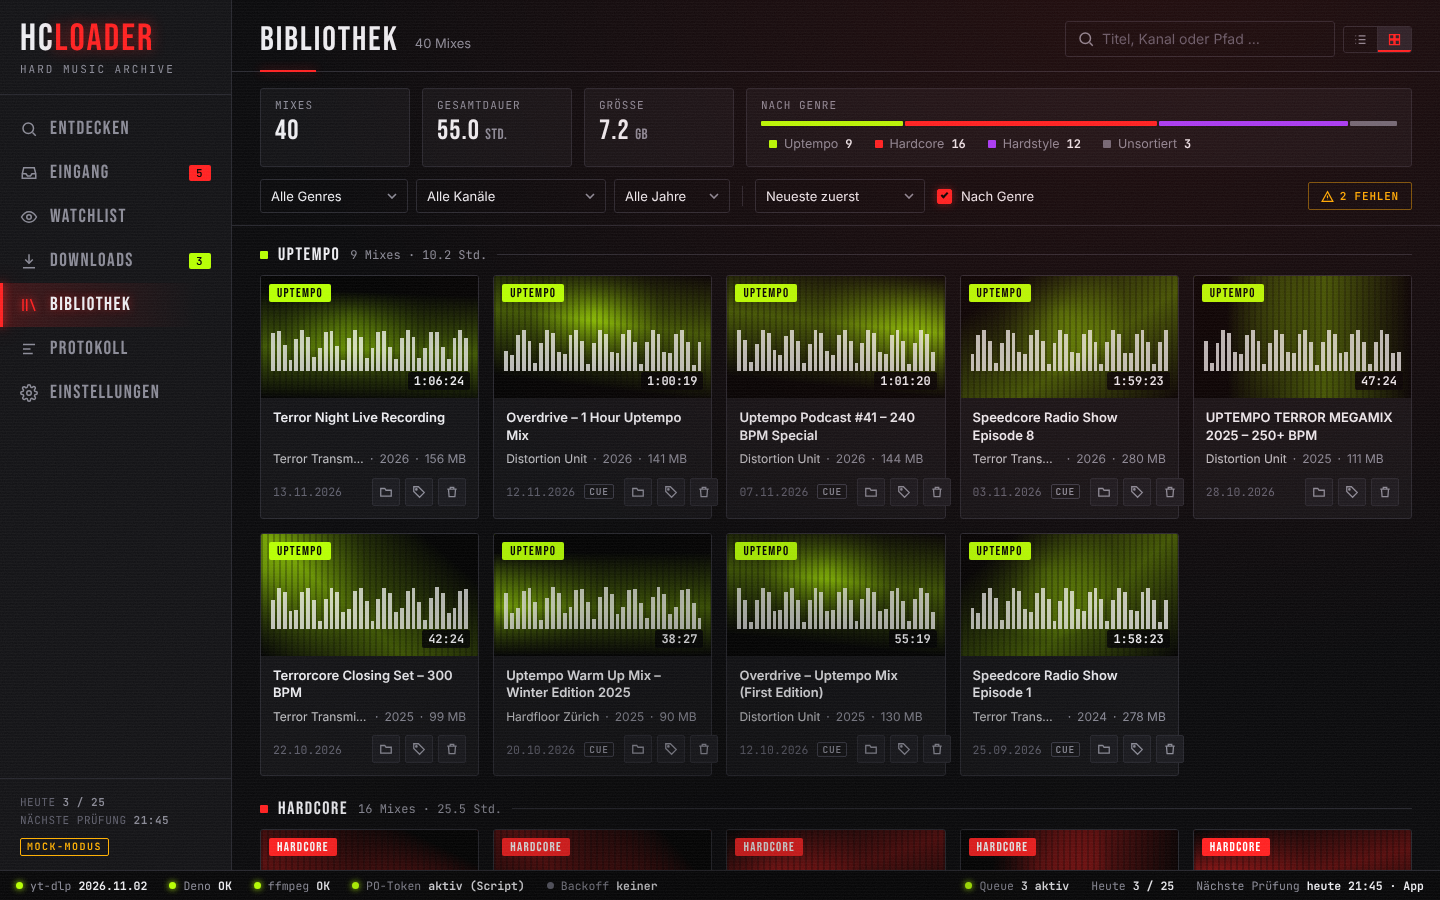 HCLOADER
HARD MUSIC ARCHIVE
ENTDECKEN
EINGANG 5
WATCHLIST
DOWNLOADS 3
BIBLIOTHEK
PROTOKOLL
EINSTELLUNGEN
HEUTE 3 / 25
NÄCHSTE PRÜFUNG 21:45
MOCK-MODUS
BIBLIOTHEK 40 Mixes
Titel, Kanal oder Pfad ...
MIXES
40
GESAMTDAUER
55.0 STD.
GRÖSSE
7.2 GB
NACH GENRE
Uptempo 9 Hardcore 16 Hardstyle 12 Unsortiert 3
Alle Genres Alle Kanäle Alle Jahre Neueste zuerst Nach Genre 2 FEHLEN
UPTEMPO 9 Mixes · 10.2 Std.
UPTEMPO
1:06:24
Terror Night Live Recording
Terror Transm... · 2026 · 156 MB
13.11.2026
UPTEMPO
1:00:19
Overdrive – 1 Hour Uptempo
Mix
Distortion Unit · 2026 · 141 MB
12.11.2026 CUE
UPTEMPO
1:01:20
Uptempo Podcast #41 – 240
BPM Special
Distortion Unit · 2026 · 144 MB
07.11.2026 CUE
UPTEMPO
1:59:23
Speedcore Radio Show
Episode 8
Terror Trans... · 2026 · 280 MB
03.11.2026 CUE
UPTEMPO
47:24
UPTEMPO TERROR MEGAMIX
2025 – 250+ BPM
Distortion Unit · 2025 · 111 MB
28.10.2026
UPTEMPO
42:24
Terrorcore Closing Set – 300
BPM
Terror Transmi... · 2025 · 99 MB
22.10.2026
UPTEMPO
38:27
Uptempo Warm Up Mix –
Winter Edition 2025
Hardfloor Zürich · 2025 · 90 MB
20.10.2026 CUE
UPTEMPO
55:19
Overdrive – Uptempo Mix
(First Edition)
Distortion Unit · 2025 · 130 MB
12.10.2026 CUE
UPTEMPO
1:58:23
Speedcore Radio Show
Episode 1
Terror Trans... · 2024 · 278 MB
25.09.2026 CUE
HARDCORE 16 Mixes · 25.5 Std.
HARDCORE
HARDCORE
HARDCORE
HARDCORE
HARDCORE
yt-dlp 2026.11.02 Deno OK ffmpeg OK PO-Token aktiv (Script) Backoff keiner Queue 3 aktiv Heute 3 / 25 Nächste Prüfung heute 21:45 · App